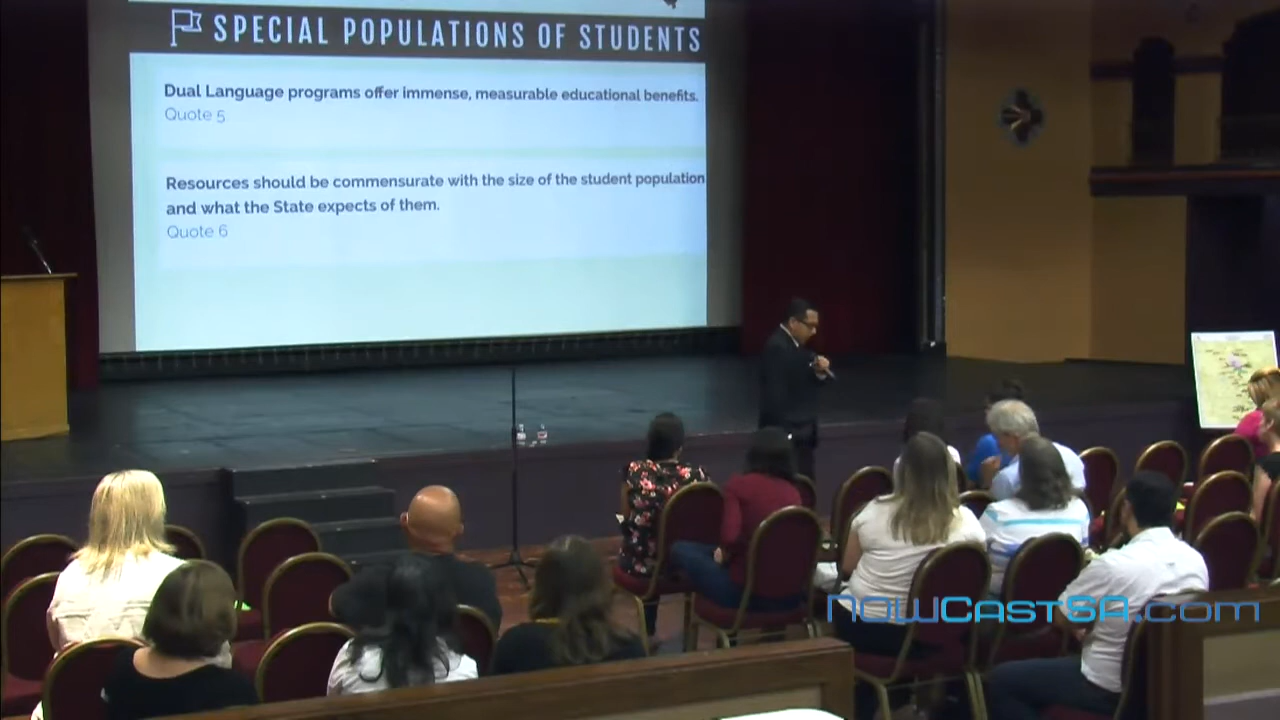 SPECIAL POPULATIONS OF STUDENTS
Dual Language programs offer immense, measurable educational benefits.
Quote 5
Resources should be commensurate with the size of the student population
and what the State expects of them.
Quote 6
NOWCASTSA.com